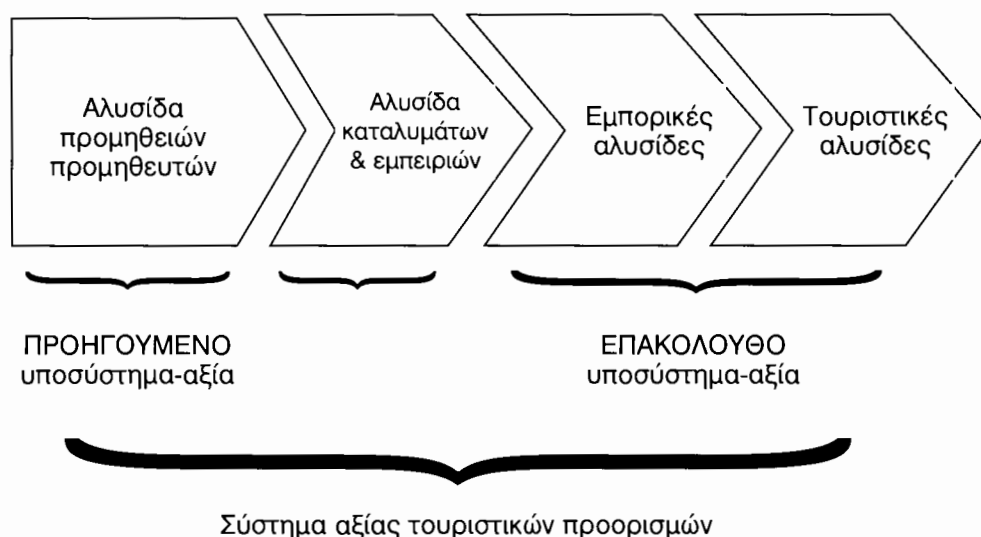 Αλυσίδα
προμηθειών
προμηθευτών
Αλυσίδα
καταλυμάτων
& εμπειριών
Εμπορικές
αλυσίδες
Τουριστικές
αλυσίδες
ΠΡΟΗΓΟΥΜΕΝΟ
υποσύστημα-αξία
ΕΠΑΚΟΛΟΥΘΟ
υποσύστημα-αξία
Σύστημα αξίας τουριστικών προορισμών